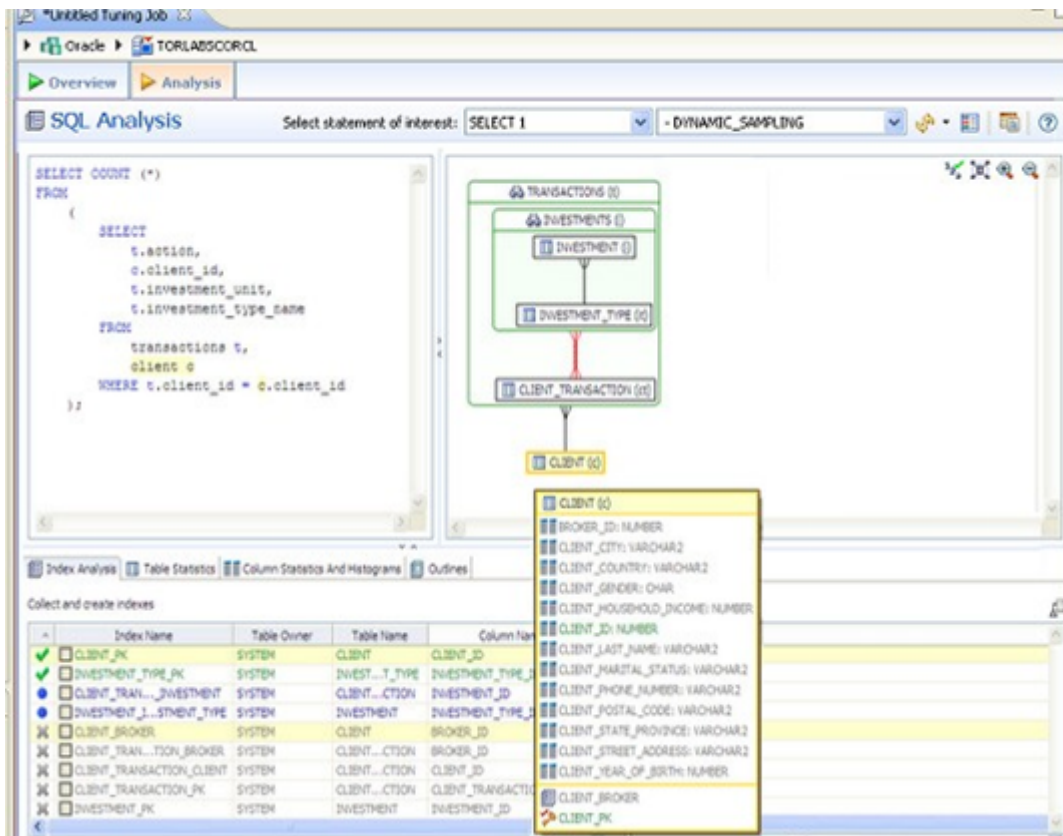 *Untitled Tuning Job
Oracle TORLABSCORCL
Overview Analysis
SQL Analysis Select statement of interest: SELECT 1 - DYNAMIC_SAMPLING
SELECT COUNT (*)
FROM
(
SELECT
t.action,
c.client_id,
t.investment_unit,
t.investment_type_name
FROM
transactions t,
client c
WHERE t.client_id = c.client_id
);
TRANSACTIONS (t)
INVESTMENTS ()
INVESTMENT ()
INVESTMENT_TYPE (it)
CLIENT_TRANSACTION (ct)
CLIENT (c)
CLIENT (c)
BROKER_ID: NUMBER
CLIENT_CITY: VARCHAR2
CLIENT_COUNTRY: VARCHAR2
CLIENT_GENDER: CHAR
CLIENT_HOUSEHOLD_INCOME: NUMBER
CLIENT_ID: NUMBER
CLIENT_LAST_NAME: VARCHAR2
CLIENT_MARITAL_STATUS: VARCHAR2
CLIENT_PHONE_NUMBER: VARCHAR2
CLIENT_POSTAL_CODE: VARCHAR2
CLIENT_STATE_PROVINCE: VARCHAR2
CLIENT_STREET_ADDRESS: VARCHAR2
CLIENT_YEAR_OF_BIRTH: NUMBER
CLIENT_BROKER
CLIENT_PK
Index Analysis Table Statistics Column Statistics And Histograms Outlines
Collect and create indexes
Index Name Table Owner Table Name Column Nam
CLIENT_PK SYSTEM CLIENT CLIENT_ID
INVESTMENT_TYPE_PK SYSTEM INVEST...T_TYPE INVESTMENT_TYPE_I
CLIENT_TRAN..._INVESTMENT SYSTEM CLIENT...CTION INVESTMENT_ID
INVESTMENT_I...STMENT_TYPE SYSTEM INVESTMENT INVESTMENT_TYPE_I
CLIENT_BROKER SYSTEM CLIENT BROKER_ID
CLIENT_TRAN...TION_BROKER SYSTEM CLIENT...CTION BROKER_ID
CLIENT_TRANSACTION_CLIENT SYSTEM CLIENT...CTION CLIENT_ID
CLIENT_TRANSACTION_PK SYSTEM CLIENT...CTION CLIENT_TRANSACTIO
INVESTMENT_PK SYSTEM INVESTMENT INVESTMENT_ID